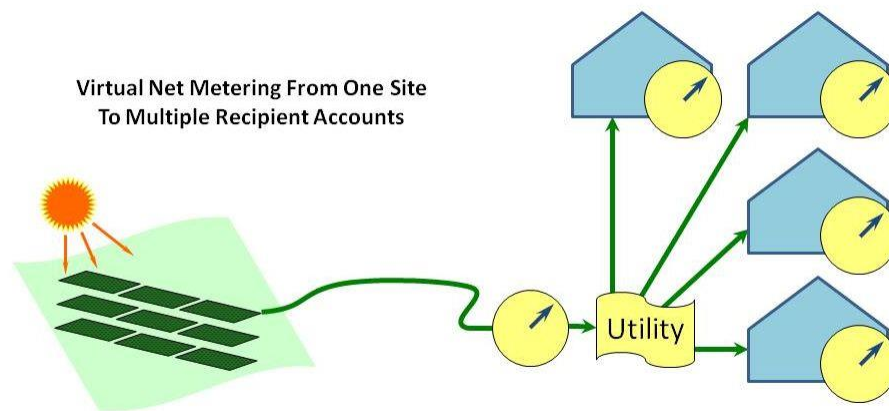 Virtual Net Metering From One Site
To Multiple Recipient Accounts
Utility